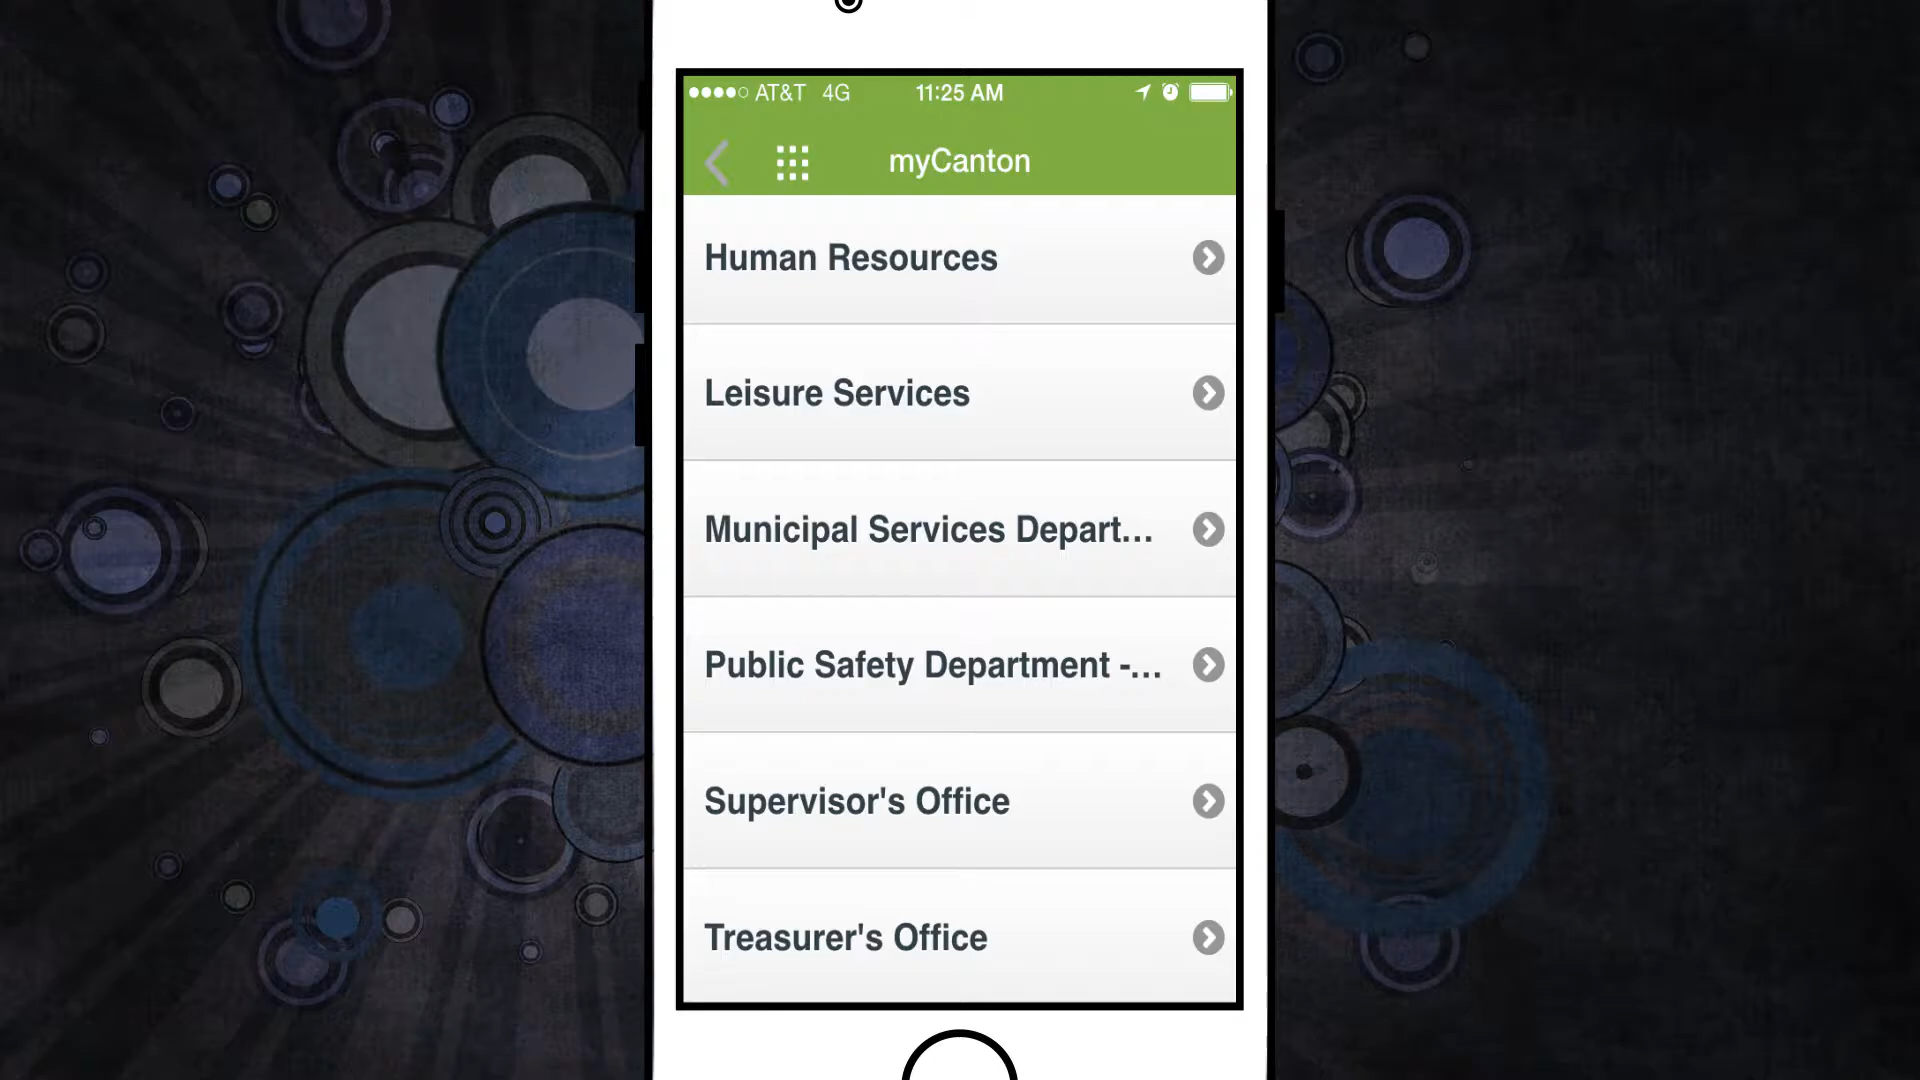 AT&T 4G 11:25 AM
myCanton
Human Resources
Leisure Services
Municipal Services Depart...
Public Safety Department -...
Supervisor's Office
Treasurer's Office